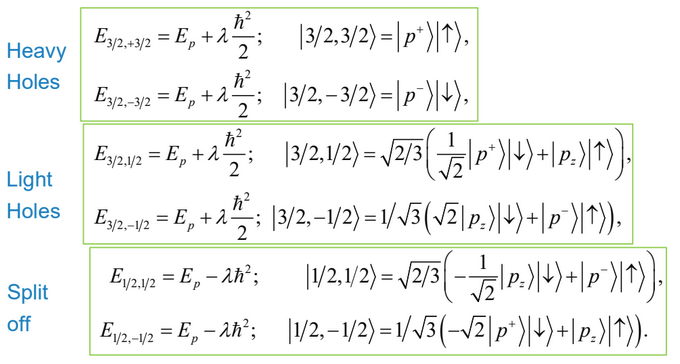 Heavy Holes
E_{3/2,+3/2} = E_p + λ ħ²/2; |3/2,3/2⟩ = |p⁺⟩|↑⟩,
E_{3/2,−3/2} = E_p + λ ħ²/2; |3/2,−3/2⟩ = |p⁻⟩|↓⟩,
Light Holes
E_{3/2,1/2} = E_p + λ ħ²/2; |3/2,1/2⟩ = √2/3 (1/√2 |p⁺⟩|↓⟩ + |p_z⟩|↑⟩),
E_{3/2,−1/2} = E_p + λ ħ²/2; |3/2,−1/2⟩ = 1/√3 (√2 |p_z⟩|↓⟩ + |p⁻⟩|↑⟩),
Split off
E_{1/2,1/2} = E_p − λħ²; |1/2,1/2⟩ = √2/3 (−1/√2 |p_z⟩|↓⟩ + |p⁻⟩|↑⟩),
E_{1/2,−1/2} = E_p − λħ²; |1/2,−1/2⟩ = 1/√3 (−√2 |p⁺⟩|↓⟩ + |p_z⟩|↑⟩).